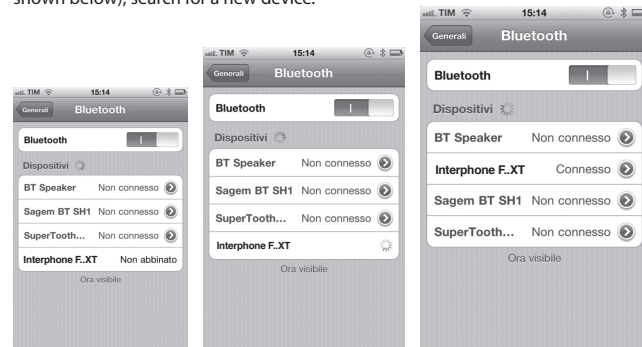 shown below), search for a new device.
TIM 15:14
Generali Bluetooth
Bluetooth
Dispositivi
BT Speaker Non connesso
Sagem BT SH1 Non connesso
SuperTooth... Non connesso
Interphone F..XT Non abbinato
Ora visibile
TIM 15:14
Generali Bluetooth
Bluetooth
Dispositivi
BT Speaker Non connesso
Sagem BT SH1 Non connesso
SuperTooth... Non connesso
Interphone F..XT
Ora visibile
TIM 15:14
Generali Bluetooth
Bluetooth
Dispositivi
BT Speaker Non connesso
Interphone F..XT Connesso
Sagem BT SH1 Non connesso
SuperTooth... Non connesso
Ora visibile